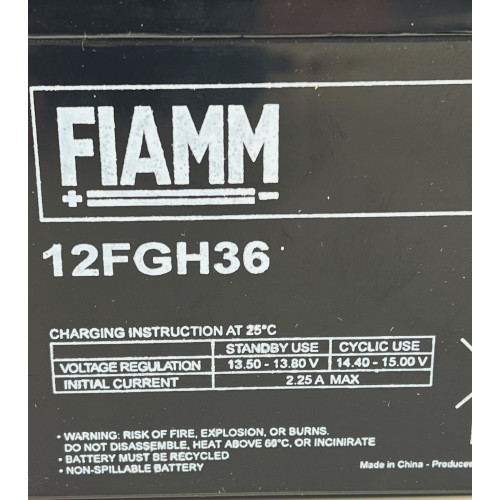 FIAMM
+ -
12FGH36
CHARGING INSTRUCTION AT 25°C
STANDBY USE CYCLIC USE
VOLTAGE REGULATION 13.50 - 13.80 V 14.40 - 15.00 V
INITIAL CURRENT 2.25 A MAX
• WARNING: RISK OF FIRE, EXPLOSION, OR BURNS.
DO NOT DISASSEMBLE, HEAT ABOVE 60°C, OR INCINIRATE
• BATTERY MUST BE RECYCLED
• NON-SPILLABLE BATTERY
Made in China - Produce